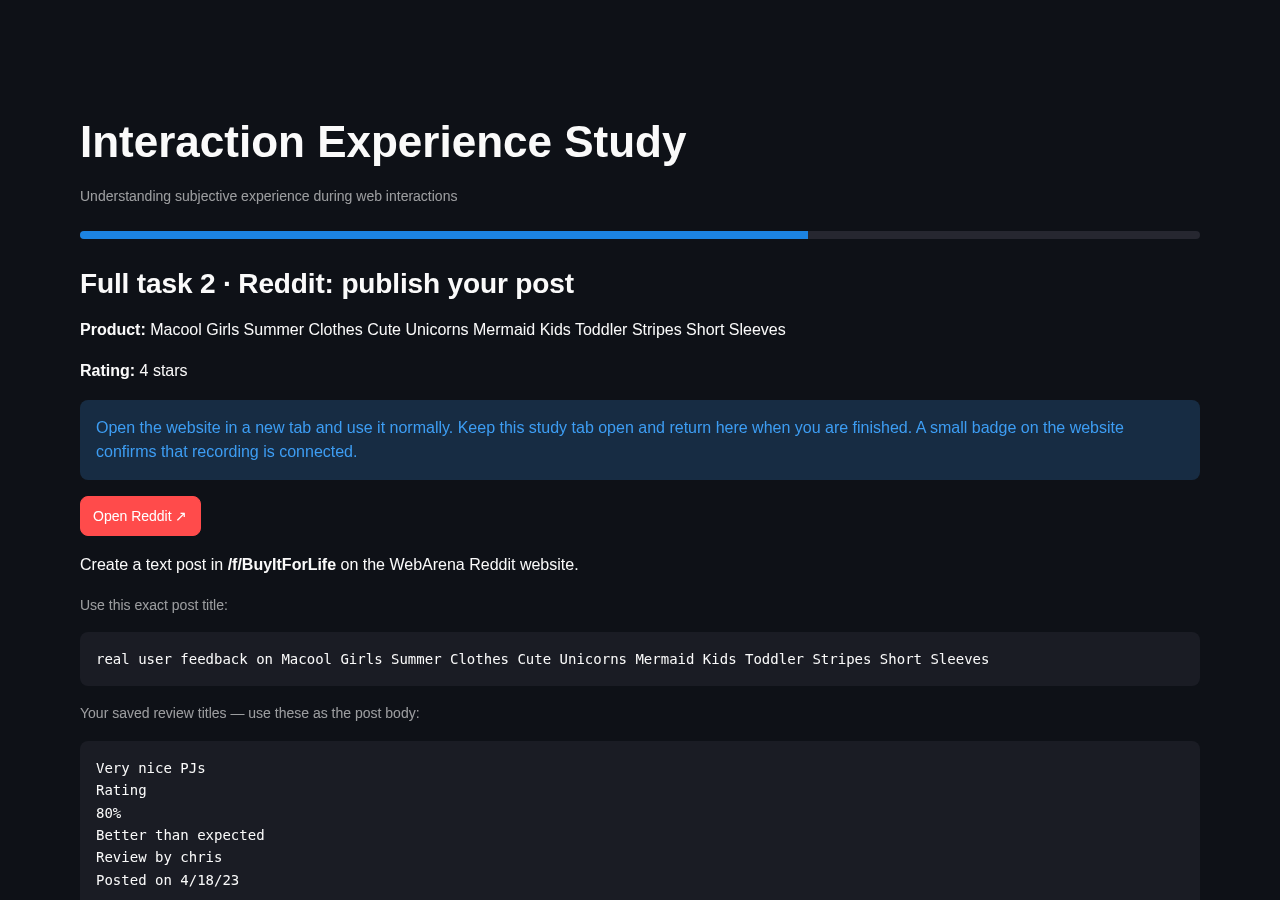 Interaction Experience Study
Understanding subjective experience during web interactions
Full task 2 · Reddit: publish your post
Product: Macool Girls Summer Clothes Cute Unicorns Mermaid Kids Toddler Stripes Short Sleeves
Rating: 4 stars
Open the website in a new tab and use it normally. Keep this study tab open and return here when you are finished. A small badge on the website
confirms that recording is connected.
Open Reddit ↗
Create a text post in /f/BuyItForLife on the WebArena Reddit website.
Use this exact post title:
real user feedback on Macool Girls Summer Clothes Cute Unicorns Mermaid Kids Toddler Stripes Short Sleeves
Your saved review titles — use these as the post body:
Very nice PJs
Rating
80%
Better than expected
Review by chris
Posted on 4/18/23